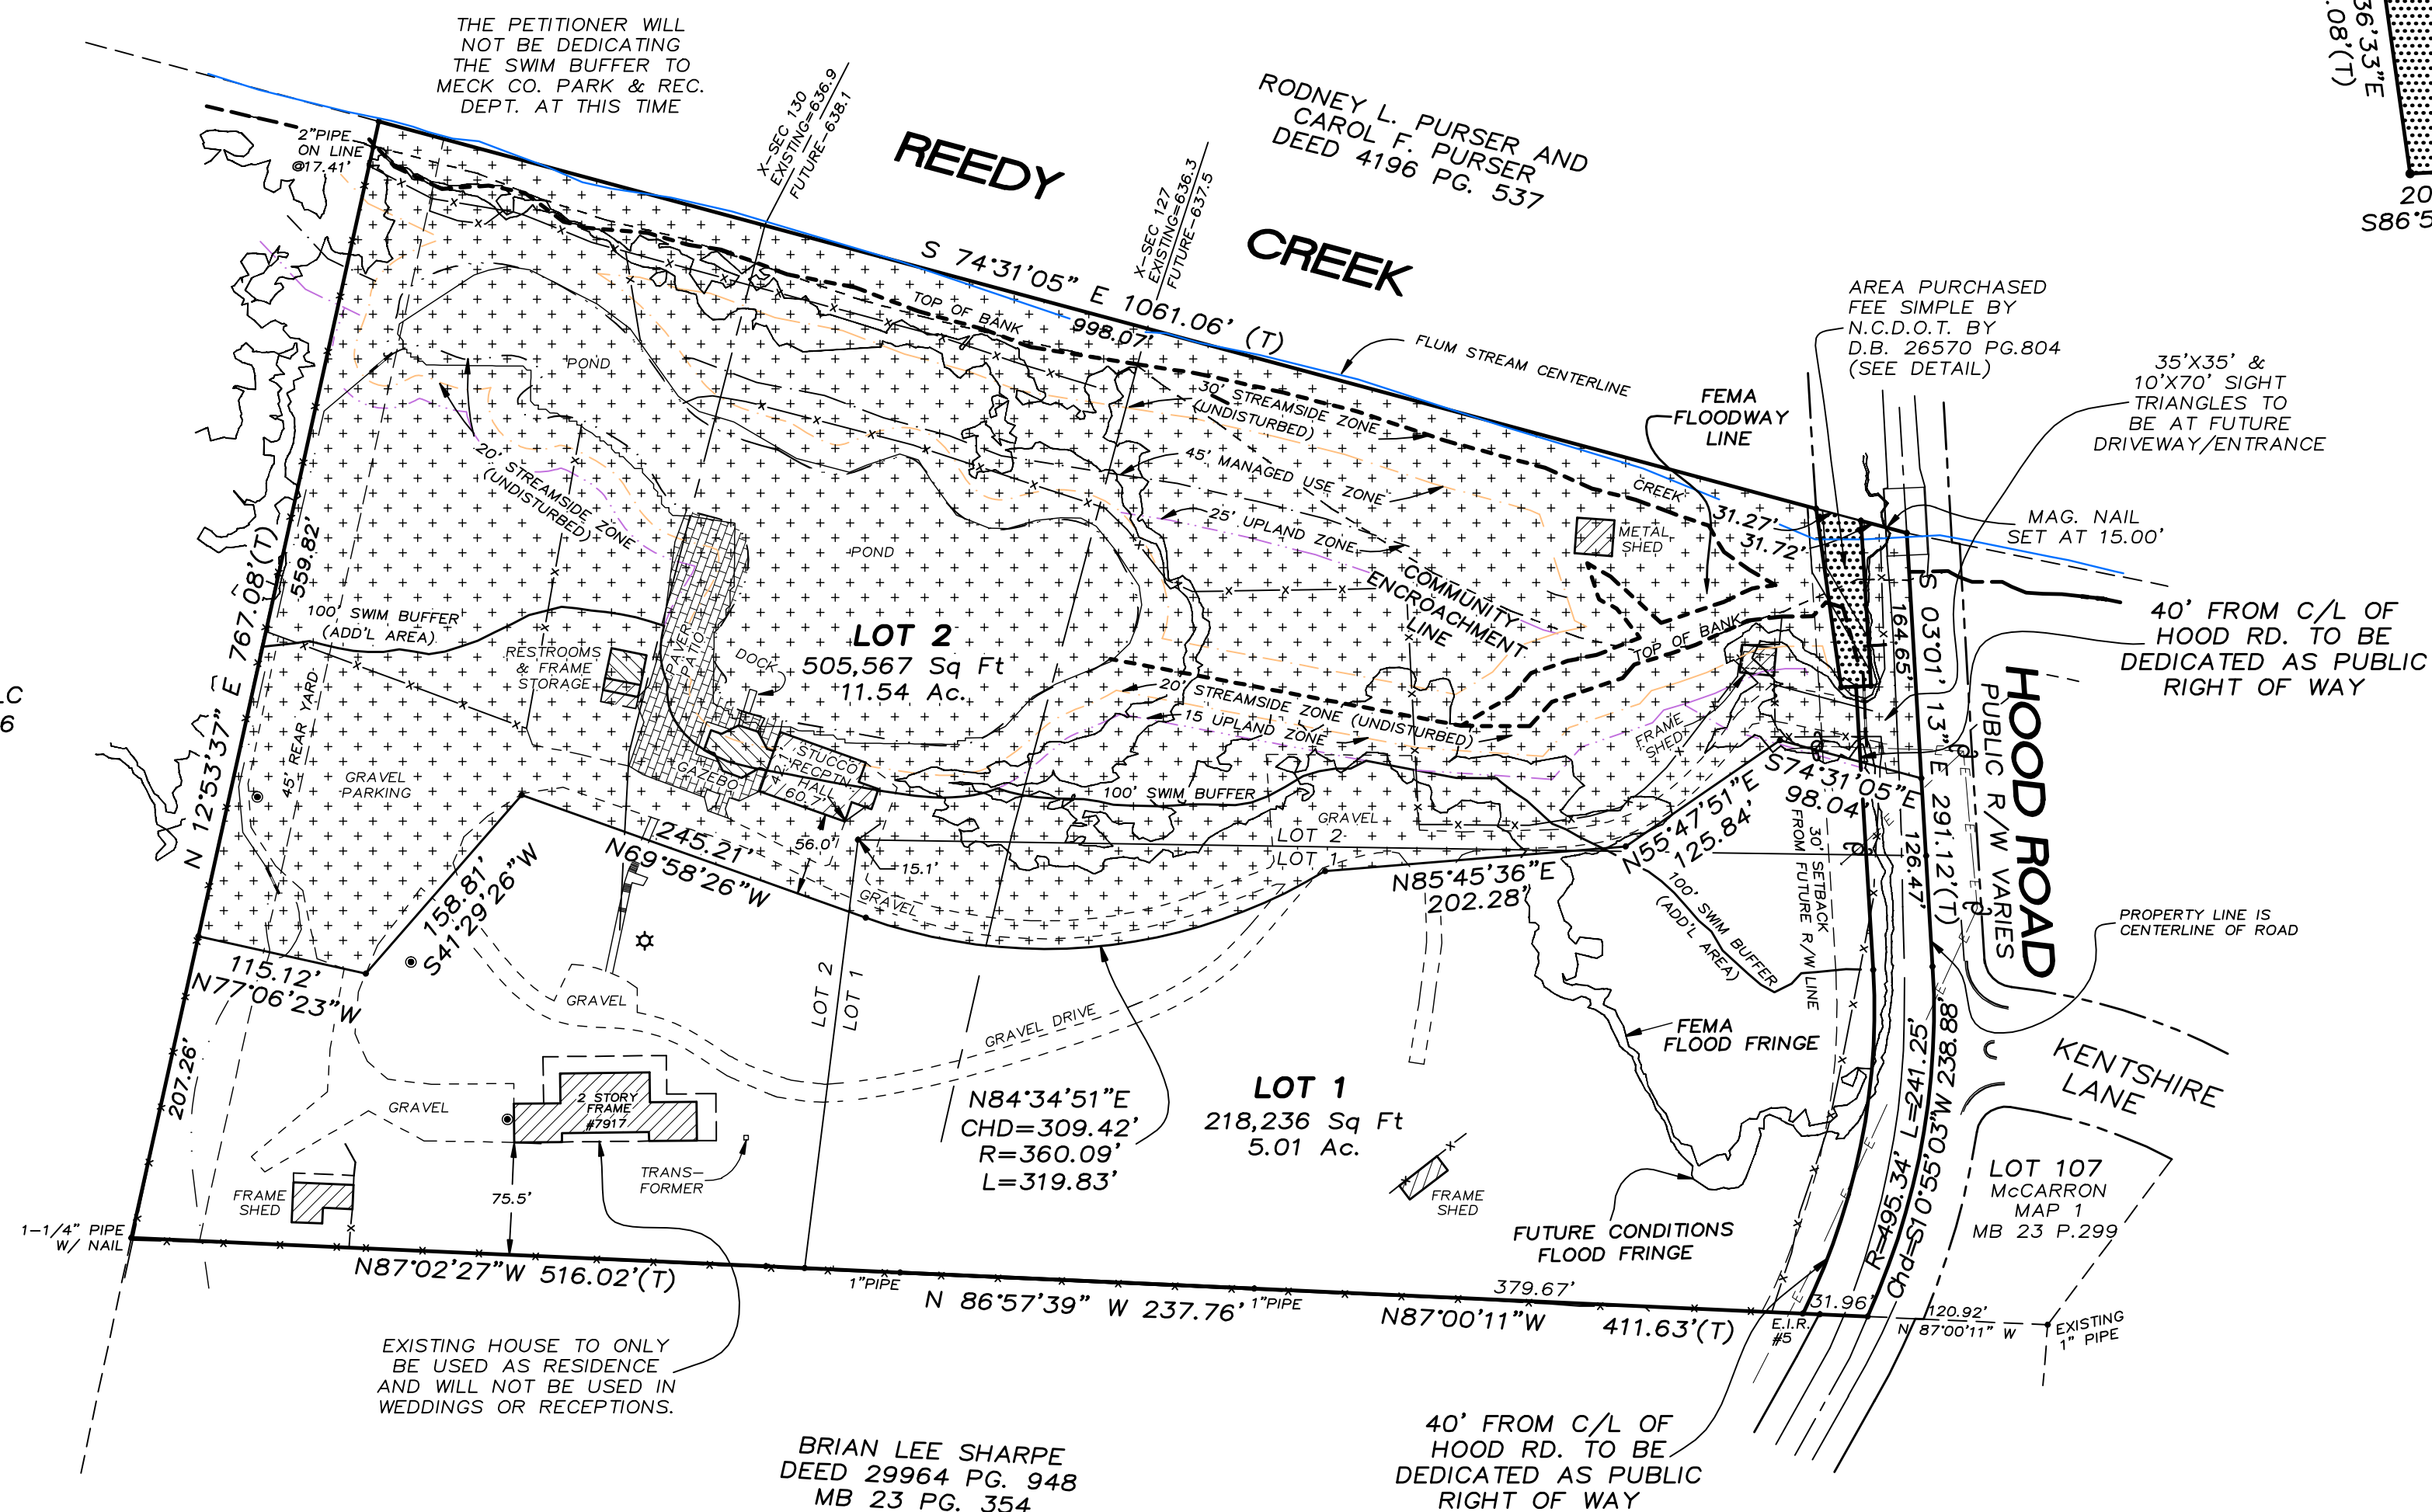 THE PETITIONER WILL
NOT BE DEDICATING
THE SWIM BUFFER TO
MECK CO. PARK & REC.
DEPT. AT THIS TIME
36'33"E
.08'(T)
20
S86°5
2"PIPE
ON LINE
@17.41'
X-SEC 130
EXISTING=636.9
FUTURE-638.1
REEDY
CREEK
RODNEY L. PURSER AND
CAROL F. PURSER
DEED 4196 PG. 537
X-SEC 127
EXISTING=636.3
FUTURE-637.5
S 74°31'05" E 1061.06' (T)
998.07'
TOP OF BANK
FLUM STREAM CENTERLINE
AREA PURCHASED
FEE SIMPLE BY
N.C.D.O.T. BY
D.B. 26570 PG.804
(SEE DETAIL)
35'X35' &
10'X70' SIGHT
TRIANGLES TO
BE AT FUTURE
DRIVEWAY/ENTRANCE
FEMA
FLOODWAY
LINE
POND
30' STREAMSIDE ZONE
(UNDISTURBED)
45' MANAGED USE ZONE
25' UPLAND ZONE
20' STREAMSIDE ZONE
(UNDISTURBED)
CREEK
31.27'
31.72'
MAG. NAIL
SET AT 15.00'
METAL
SHED
POND
COMMUNITY
ENCROACHMENT
LINE
N 12°53'37" E 767.08'(T)
559.82'
100' SWIM BUFFER
(ADD'L AREA)
RESTROOMS
& FRAME
STORAGE
PAVER
PATIO
DOCK
LOT 2
505,567 Sq Ft
11.54 Ac.
TOP OF BANK
20' STREAMSIDE ZONE (UNDISTURBED)
15 UPLAND ZONE
FRAME
SHED
S 03°01' 13" E 291.12'(T)
164.65'
126.47'
HOOD ROAD
PUBLIC R/W VARIES
40' FROM C/L OF
HOOD RD. TO BE
DEDICATED AS PUBLIC
RIGHT OF WAY
LC
6
45' REAR YARD
GRAVEL
PARKING
GAZEBO
STUCCO
RECPTN.
HALL
42'
60.7'
100' SWIM BUFFER
GRAVEL
LOT 2
LOT 1
S74°31'05"E
98.04
N55°47'51"E
125.84'
30' SETBACK
FROM FUTURE R/W LINE
245.21'
N69°58'26"W
56.0'
15.1'
GRAVEL
158.81'
S41°29'26"W
115.12'
N77°06'23"W
N85°45'36"E
202.28'
100' SWIM BUFFER
(ADD'L AREA)
PROPERTY LINE IS
CENTERLINE OF ROAD
GRAVEL
LOT 2
LOT 1
GRAVEL DRIVE
FEMA
FLOOD FRINGE
KENTSHIRE
LANE
207.26'
GRAVEL
2 STORY
FRAME
#7917
N84°34'51"E
CHD=309.42'
R=360.09'
L=319.83'
LOT 1
218,236 Sq Ft
5.01 Ac.
R=495.34' L=241.25'
Chd=S10°55'03"W 238.88'
LOT 107
McCARRON
MAP 1
MB 23 P.299
FRAME
SHED
75.5'
TRANS-
FORMER
FRAME
SHED
FUTURE CONDITIONS
FLOOD FRINGE
1-1/4" PIPE
W/ NAIL
N87°02'27"W 516.02'(T)
1"PIPE
N 86°57'39" W 237.76'
1"PIPE
379.67'
N87°00'11"W
411.63'(T)
31.96'
E.I.R.
#5
120.92'
N 87°00'11" W
EXISTING
1" PIPE
EXISTING HOUSE TO ONLY
BE USED AS RESIDENCE
AND WILL NOT BE USED IN
WEDDINGS OR RECEPTIONS.
BRIAN LEE SHARPE
DEED 29964 PG. 948
MB 23 PG. 354
40' FROM C/L OF
HOOD RD. TO BE
DEDICATED AS PUBLIC
RIGHT OF WAY